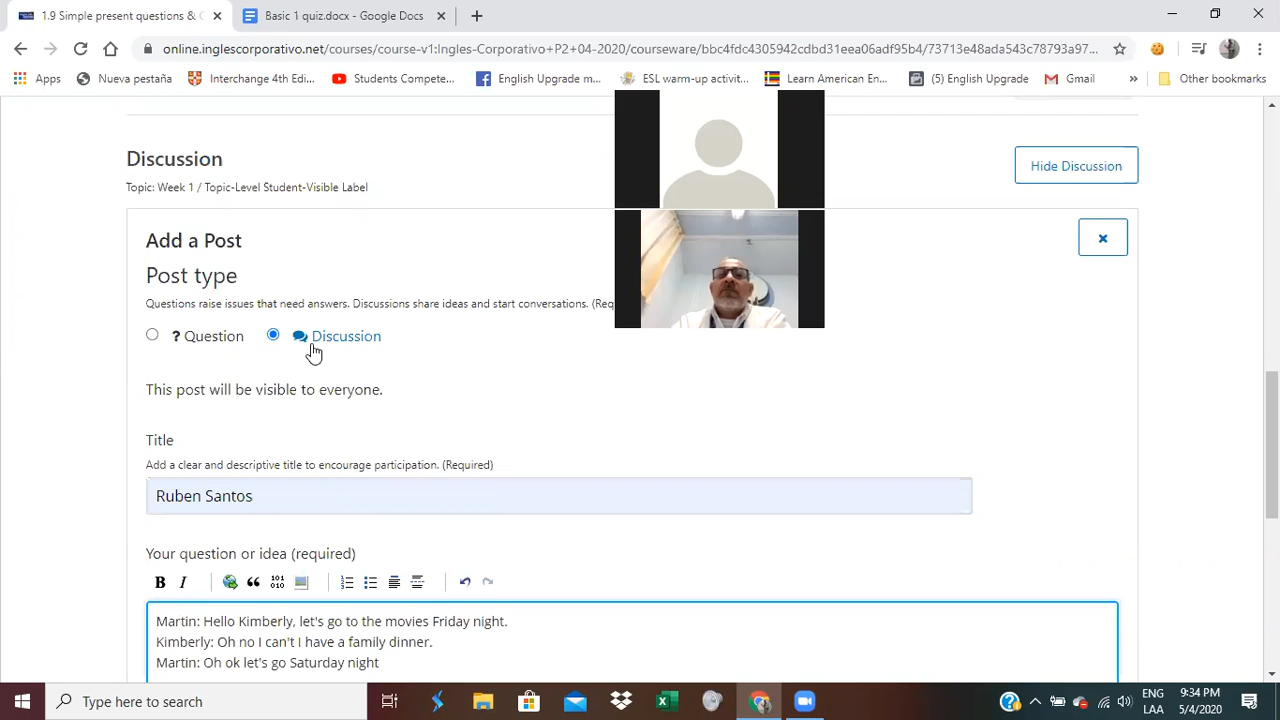 1.9 Simple present questions & C
Basic 1 quiz.docx - Google Docs
online.inglescorporativo.net/courses/course-v1:Ingles-Corporativo+P2+04-2020/courseware/bbc4fdc4305942cdbd31eea06adf95b4/73713e48ada543c78793a97...
Apps
Nueva pestaña
Interchange 4th Edi...
Students Compete...
English Upgrade m...
ESL warm-up activit...
Learn American En...
(5) English Upgrade
Gmail
»
Other bookmarks
Discussion
Hide Discussion
Topic: Week 1 / Topic-Level Student-Visible Label
Add a Post
Post type
Questions raise issues that need answers. Discussions share ideas and start conversations. (Req
? Question
Discussion
This post will be visible to everyone.
Title
Add a clear and descriptive title to encourage participation. (Required)
Ruben Santos
Your question or idea (required)
B I
101
010
Martin: Hello Kimberly, let's go to the movies Friday night.
Kimberly: Oh no I can't I have a family dinner.
Martin: Oh ok let's go Saturday night
Type here to search
ENG
LAA
9:34 PM
5/4/2020